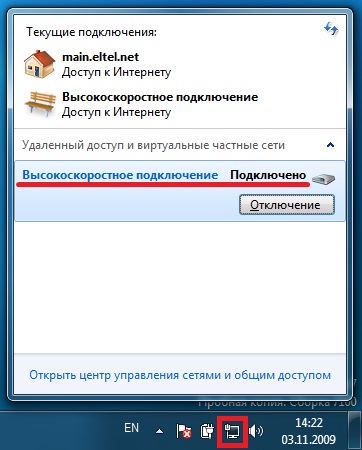 Текущие подключения:
main.eltel.net
Доступ к Интернету
Высокоскоростное подключение
Доступ к Интернету
Удаленный доступ и виртуальные частные сети
Высокоскоростное подключение Подключено
Отключение
Открыть центр управления сетями и общим доступом
7
Пробная копия. Сборка 7100
EN
14:22
03.11.2009